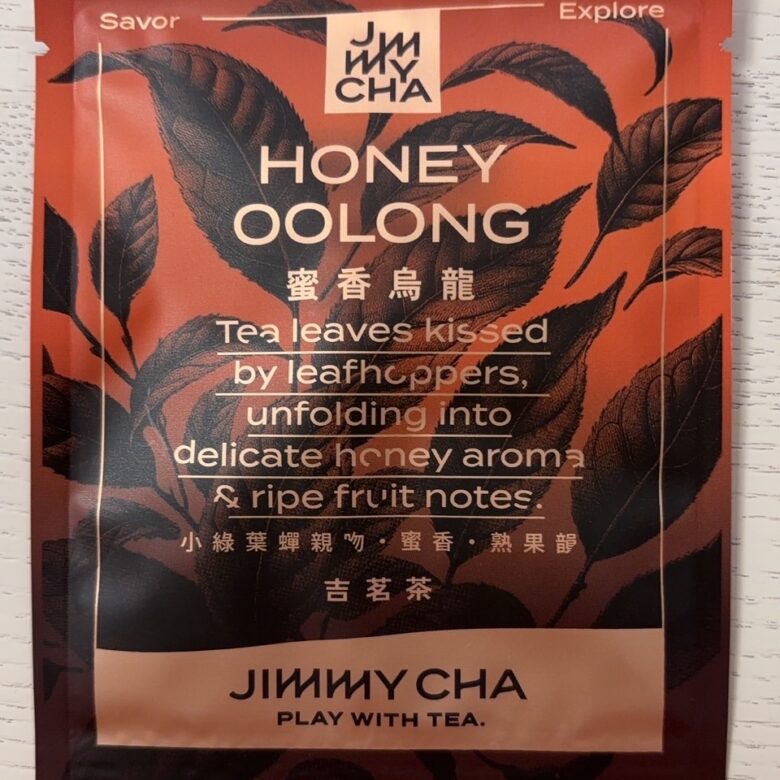 Savor
Explore
JIM
MY
CHA
HONEY
OOLONG
蜜香烏龍
Tea leaves kissed
by leafhoppers,
unfolding into
delicate honey aroma
& ripe fruit notes.
小綠葉蟬親吻・蜜香・熟果韻
吉茗茶
JIMMY CHA
PLAY WITH TEA.